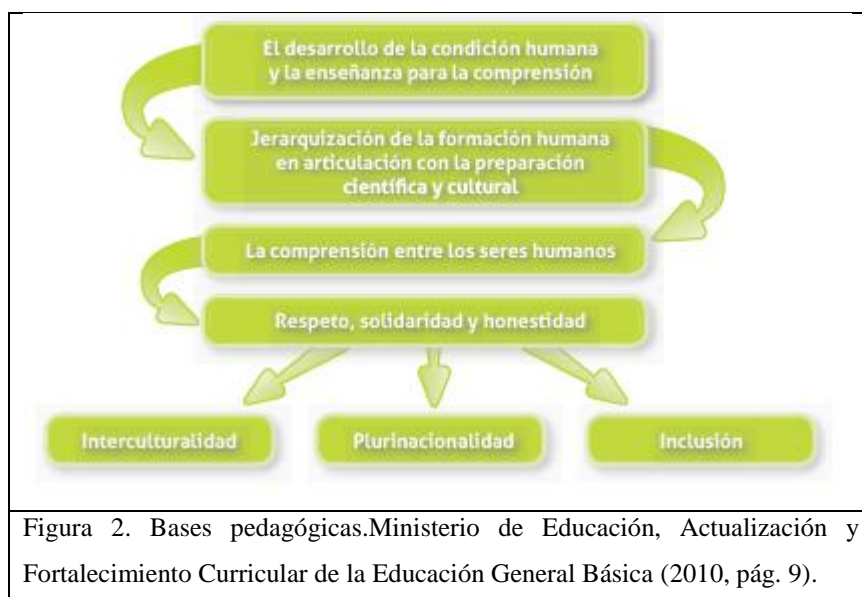 El desarrollo de la condición humana
y la enseñanza para la comprensión
Jerarquización de la formación humana
en articulación con la preparación
científica y cultural
La comprensión entre los seres humanos
Respeto, solidaridad y honestidad
Interculturalidad
Plurinacionalidad
Inclusión
Figura 2. Bases pedagógicas.Ministerio de Educación, Actualización y
Fortalecimiento Curricular de la Educación General Básica (2010, pág. 9).